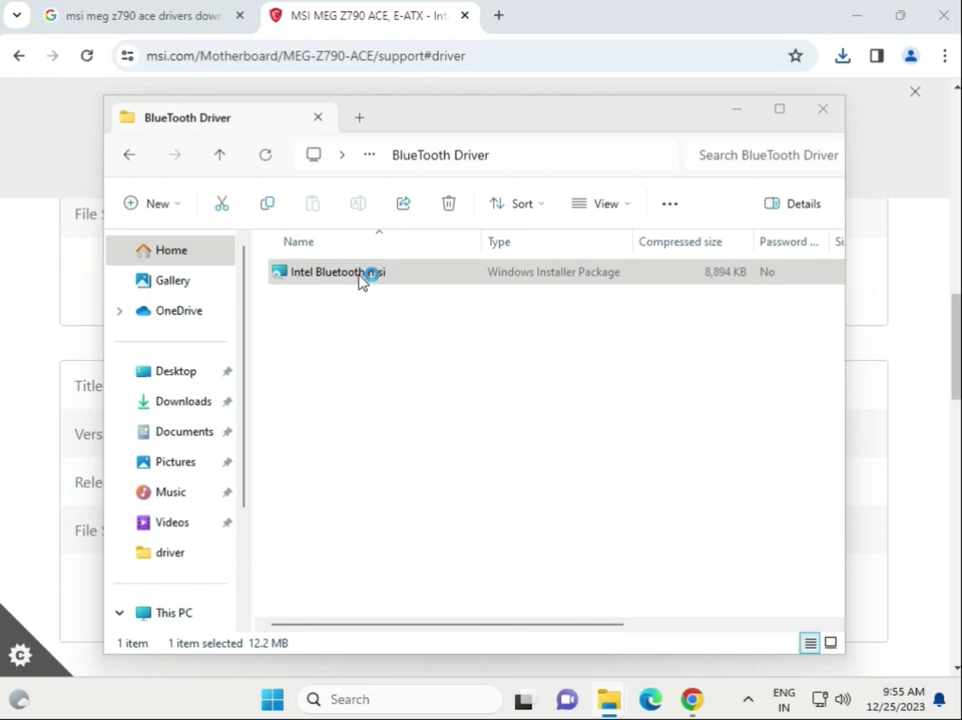 msi meg z790 ace drivers down
MSI MEG Z790 ACE, E-ATX - Int
msi.com/Motherboard/MEG-Z790-ACE/support#driver
BlueTooth Driver
BlueTooth Driver
Search BlueTooth Driver
New
Sort
View
Details
Name
Type
Compressed size
Password ...
Si
Home
Intel Bluetooth.msi
Windows Installer Package
8,894 KB
No
Gallery
OneDrive
Desktop
Downloads
Documents
Pictures
Music
Videos
driver
This PC
File S
Title
Vers
Rele
File S
1 item
1 item selected
12.2 MB
C
Search
ENG
IN
9:55 AM
12/25/2023